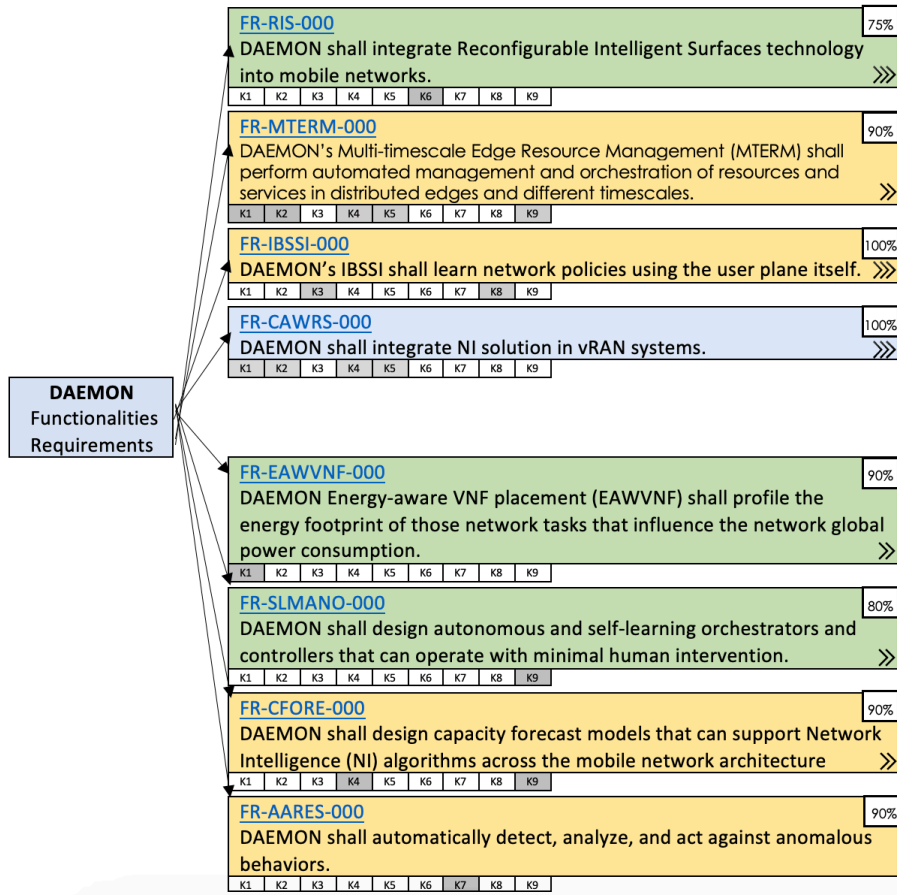 FR-RIS-000
75%
DAEMON shall integrate Reconfigurable Intelligent Surfaces technology
into mobile networks.
K1 K2 K3 K4 K5 K6 K7 K8 K9
FR-MTERM-000
90%
DAEMON's Multi-timescale Edge Resource Management (MTERM) shall
perform automated management and orchestration of resources and
services in distributed edges and different timescales.
K1 K2 K3 K4 K5 K6 K7 K8 K9
FR-IBSSI-000
100%
DAEMON's IBSSI shall learn network policies using the user plane itself.
K1 K2 K3 K4 K5 K6 K7 K8 K9
FR-CAWRS-000
100%
DAEMON shall integrate NI solution in vRAN systems.
K1 K2 K3 K4 K5 K6 K7 K8 K9
DAEMON
Functionalities
Requirements
FR-EAWVNF-000
90%
DAEMON Energy-aware VNF placement (EAWVNF) shall profile the
energy footprint of those network tasks that influence the network global
power consumption.
K1 K2 K3 K4 K5 K6 K7 K8 K9
FR-SLMANO-000
80%
DAEMON shall design autonomous and self-learning orchestrators and
controllers that can operate with minimal human intervention.
K1 K2 K3 K4 K5 K6 K7 K8 K9
FR-CFORE-000
90%
DAEMON shall design capacity forecast models that can support Network
Intelligence (NI) algorithms across the mobile network architecture
K1 K2 K3 K4 K5 K6 K7 K8 K9
FR-AARES-000
90%
DAEMON shall automatically detect, analyze, and act against anomalous
behaviors.
K1 K2 K3 K4 K5 K6 K7 K8 K9